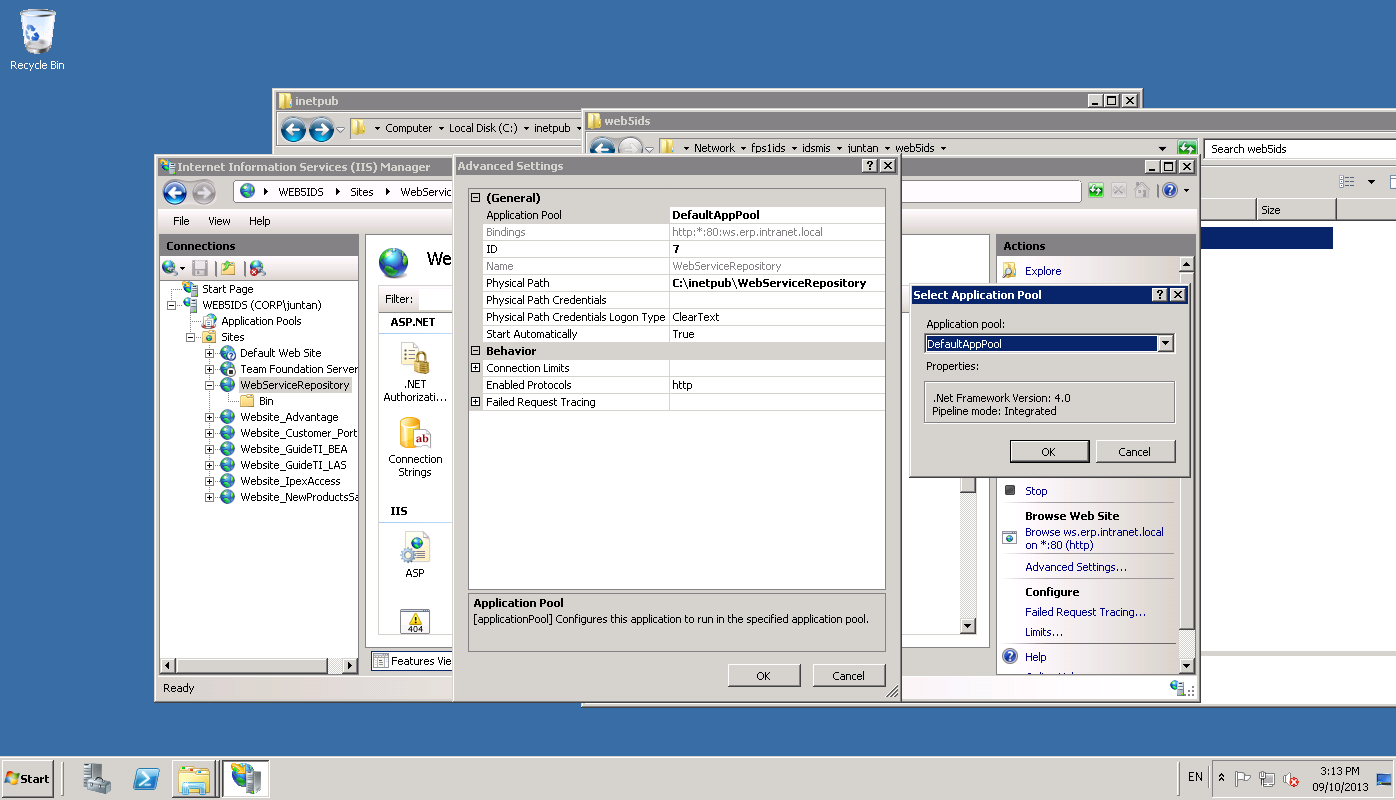 Recycle Bin
inetpub
Computer Local Disk (C:) inetpub
web5ids
Network fps1ids idsmis juntan web5ids
Search web5ids
Size
Internet Information Services (IIS) Manager
WEB5IDS Sites WebServic
File View Help
Connections
Start Page
WEB5IDS (CORP\juntan)
Application Pools
Sites
Default Web Site
Team Foundation Server
WebServiceRepository
Bin
Website_Advantage
Website_Customer_Port
Website_GuideTI_BEA
Website_GuideTI_LAS
Website_IpexAccess
Website_NewProductsSa
We
Filter:
ASP.NET
.NET
Authorizati...
Connection
Strings
IIS
ASP
404
Features Vie
Ready
Advanced Settings
(General)
Application Pool DefaultAppPool
Bindings http:*:80:ws.erp.intranet.local
ID 7
Name WebServiceRepository
Physical Path C:\inetpub\WebServiceRepository
Physical Path Credentials
Physical Path Credentials Logon Type ClearText
Start Automatically True
Behavior
Connection Limits
Enabled Protocols http
Failed Request Tracing
Application Pool
[applicationPool] Configures this application to run in the specified application pool.
OK Cancel
Actions
Explore
Select Application Pool
Application pool:
DefaultAppPool
Properties:
.Net Framework Version: 4.0
Pipeline mode: Integrated
OK Cancel
Stop
Browse Web Site
Browse ws.erp.intranet.local
on *:80 (http)
Advanced Settings...
Configure
Failed Request Tracing...
Limits...
Help
Start
EN
3:13 PM
09/10/2013